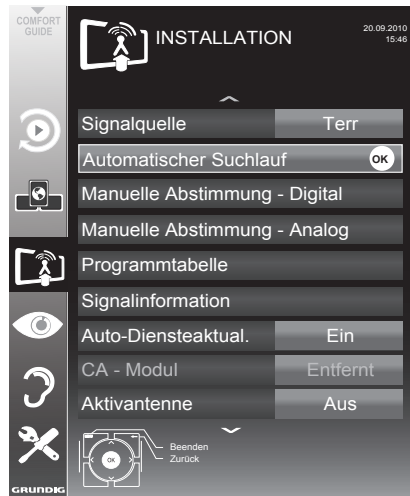 COMFORT
GUIDE
INSTALLATION
20.09.2010
15:46
Signalquelle Terr
Automatischer Suchlauf OK
Manuelle Abstimmung - Digital
Manuelle Abstimmung - Analog
Programmtabelle
Signalinformation
Auto-Diensteaktual. Ein
CA - Modul Entfernt
Aktivantenne Aus
Beenden
OK Zurück
GRUNDIG